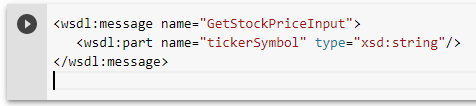 <wsdl:message name="GetStockPriceInput">
   <wsdl:part name="tickerSymbol" type="xsd:string"/>
</wsdl:message>